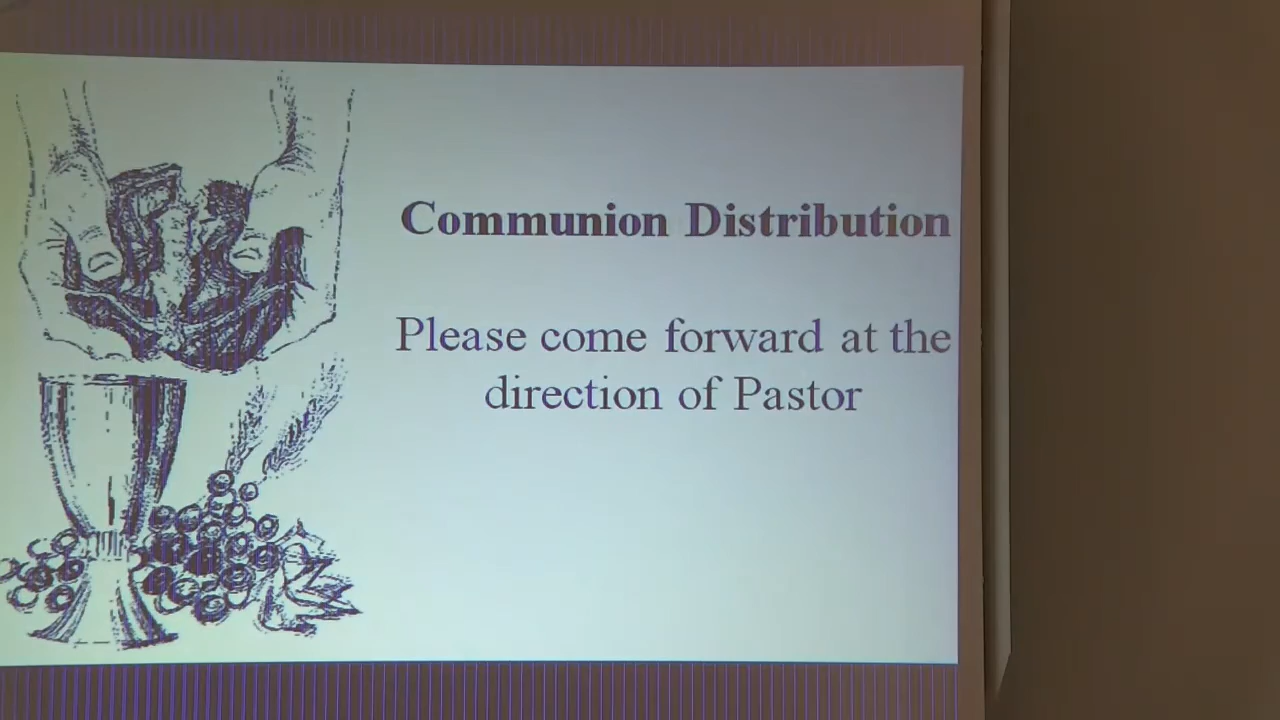 Communion Distribution
Please come forward at the
direction of Pastor